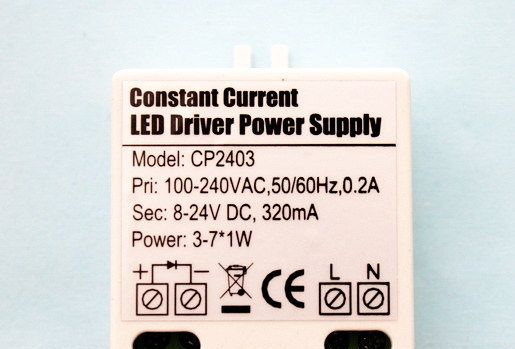 Constant Current
LED Driver Power Supply
Model: CP2403
Pri: 100-240VAC,50/60Hz,0.2A
Sec: 8-24V DC, 320mA
Power: 3-7*1W
+ − CE L N